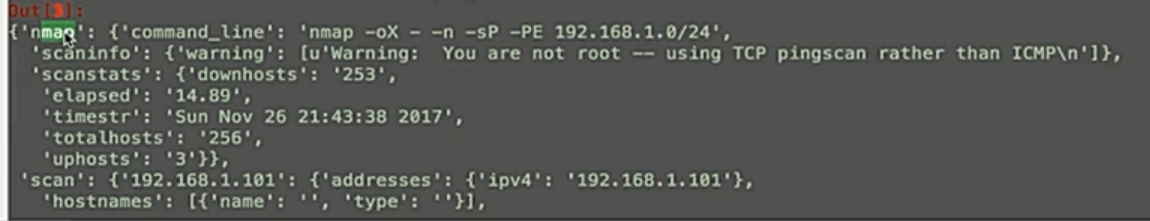 Out[3]:
{'nmap': {'command_line': 'nmap -oX - -n -sP -PE 192.168.1.0/24',
'scaninfo': {'warning': [u'Warning:  You are not root -- using TCP pingscan rather than ICMP\n']},
'scanstats': {'downhosts': '253',
'elapsed': '14.89',
'timestr': 'Sun Nov 26 21:43:38 2017',
'totalhosts': '256',
'uphosts': '3'}},
'scan': {'192.168.1.101': {'addresses': {'ipv4': '192.168.1.101'},
'hostnames': [{'name': '', 'type': ''}],